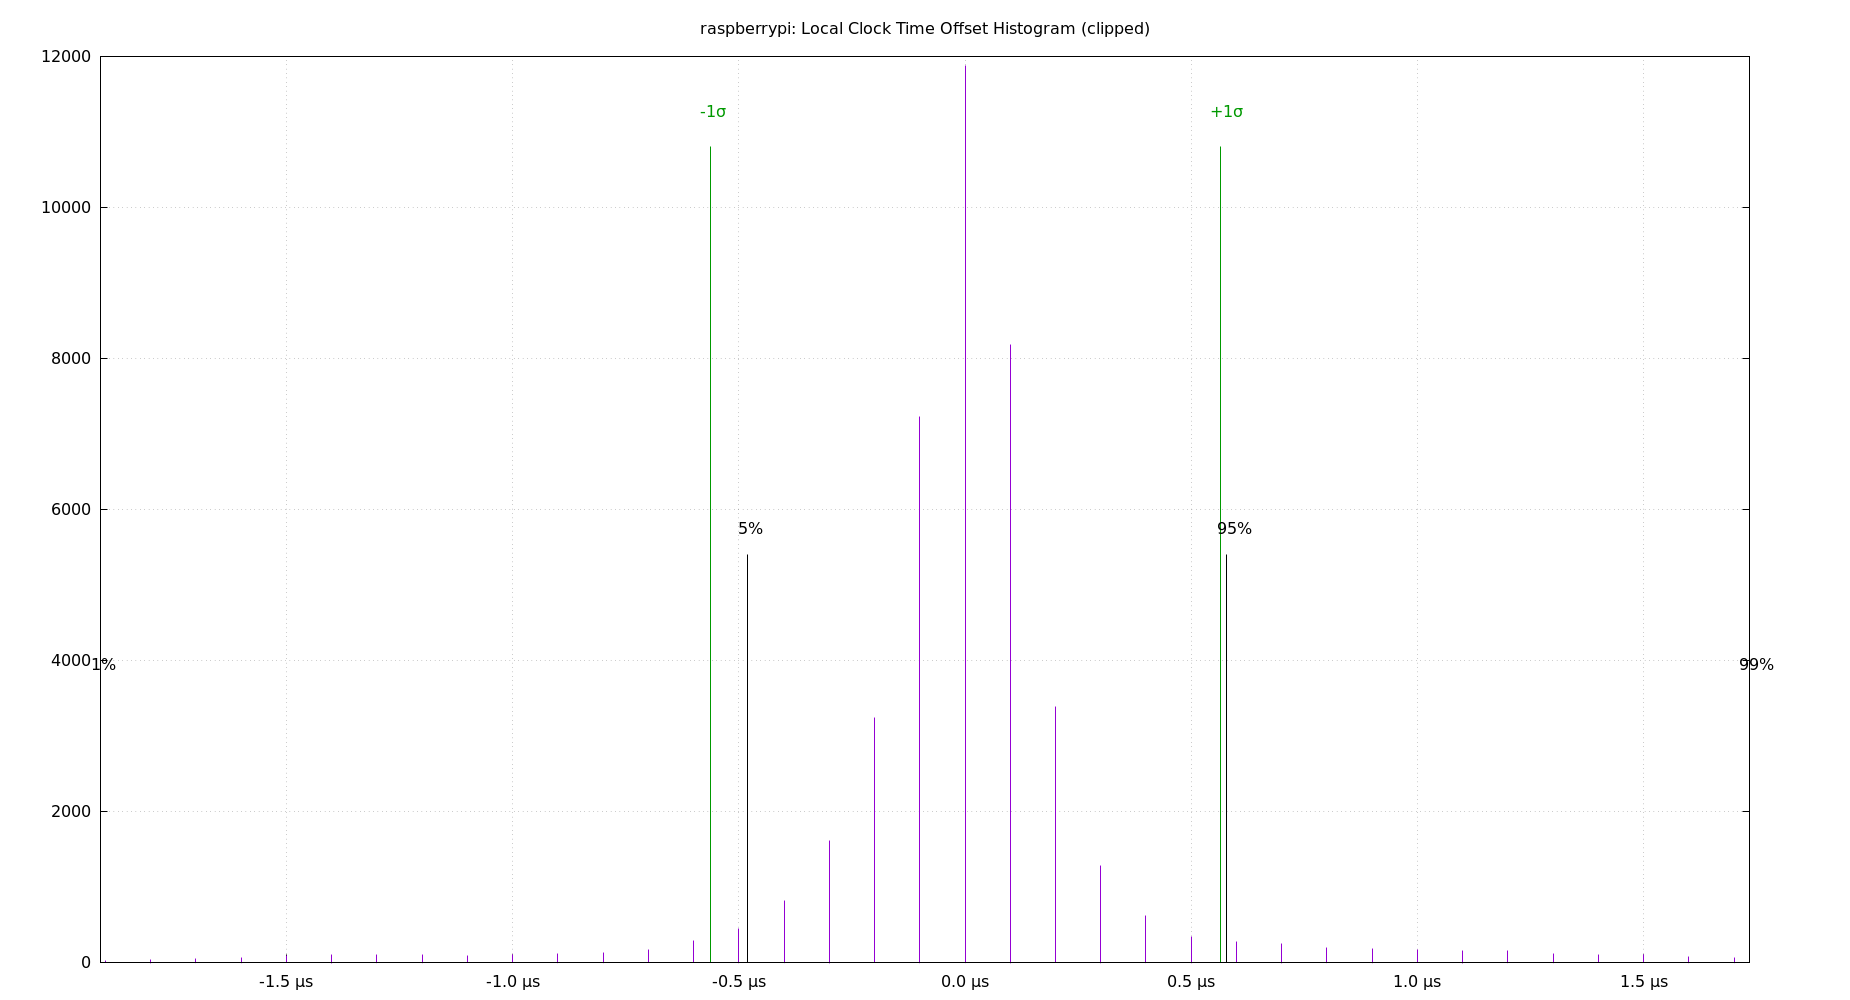 raspberrypi: Local Clock Time Offset Histogram (clipped)
12000
-1σ
+1σ
10000
8000
6000
5%
95%
4000
1%
99%
2000
0
-1.5 µs
-1.0 µs
-0.5 µs
0.0 µs
0.5 µs
1.0 µs
1.5 µs